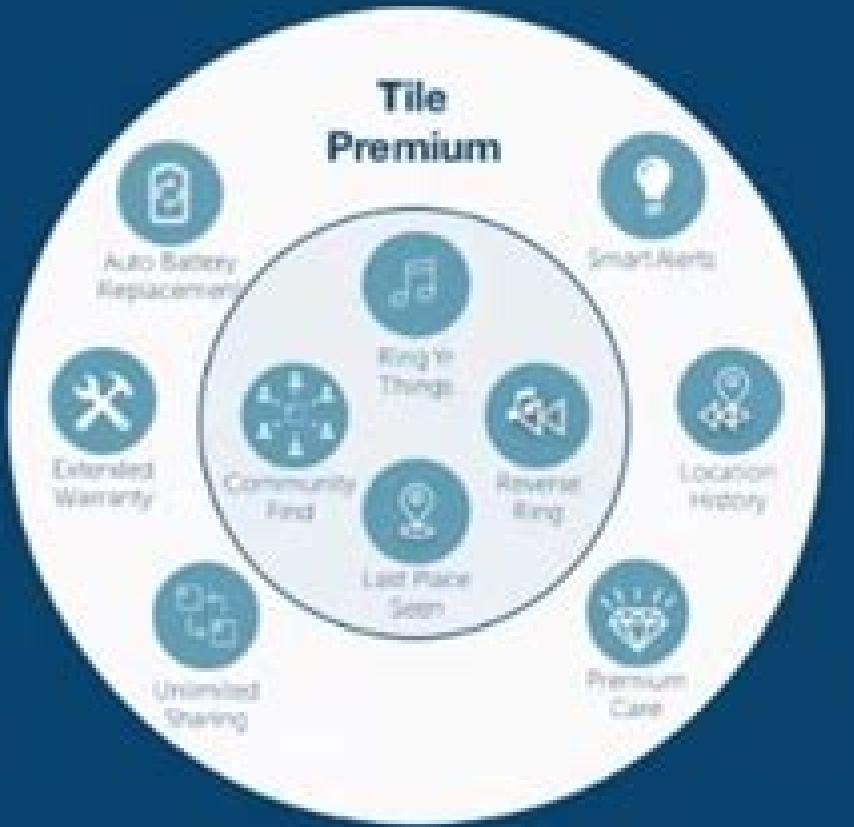 Tile
Premium
Auto Battery
Replacement
Smart Alerts
Ring Yr
Things
Extended
Warranty
Community
Find
Reverse
Ring
Location
History
Last Place
Seen
Unlimited
Sharing
Premium
Care